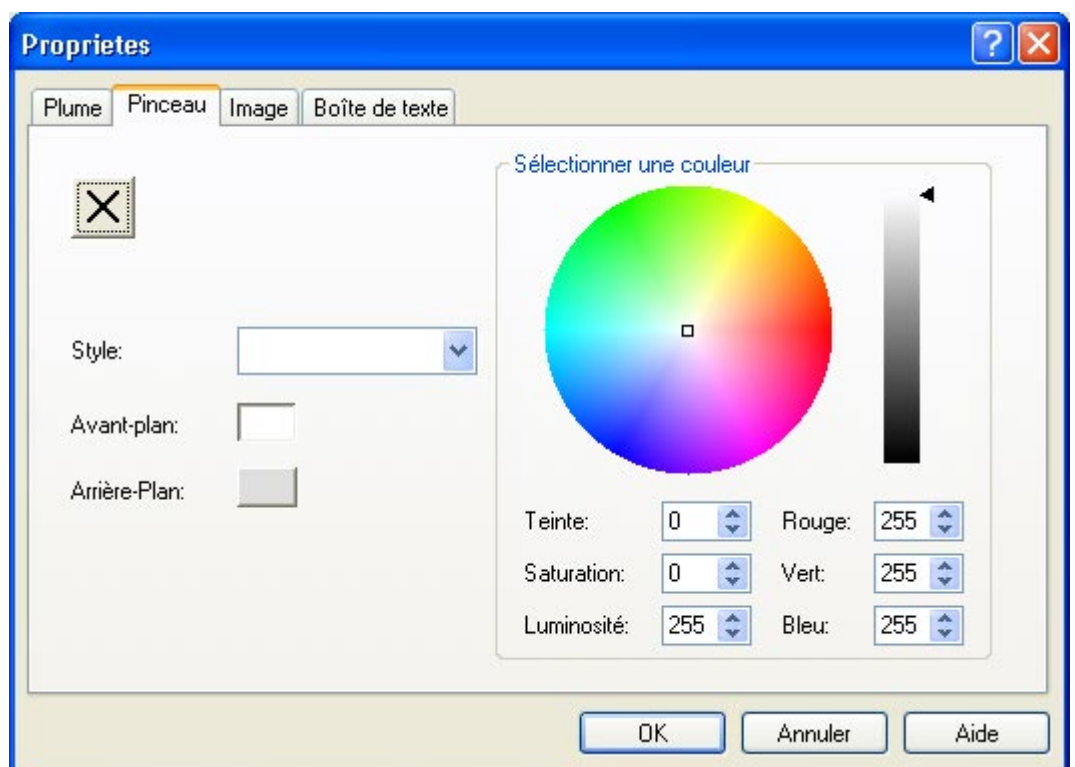 Proprietes
Plume Pinceau Image Boîte de texte
Sélectionner une couleur
Style:
Avant-plan:
Arrière-Plan:
Teinte: 0 Rouge: 255
Saturation: 0 Vert: 255
Luminosité: 255 Bleu: 255
OK Annuler Aide